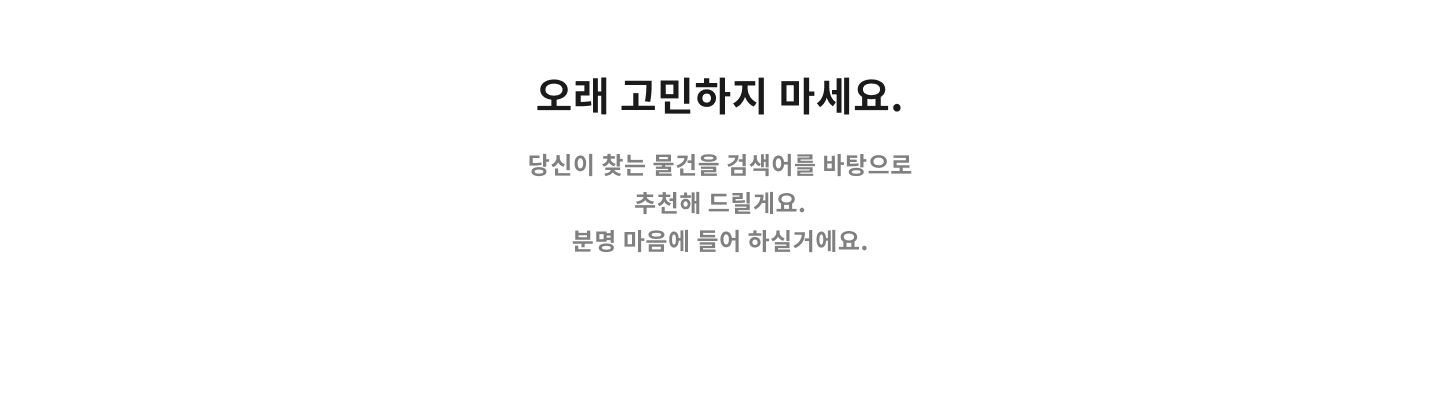 오래 고민하지 마세요.
당신이 찾는 물건을 검색어를 바탕으로
추천해 드릴게요.
분명 마음에 들어 하실거에요.